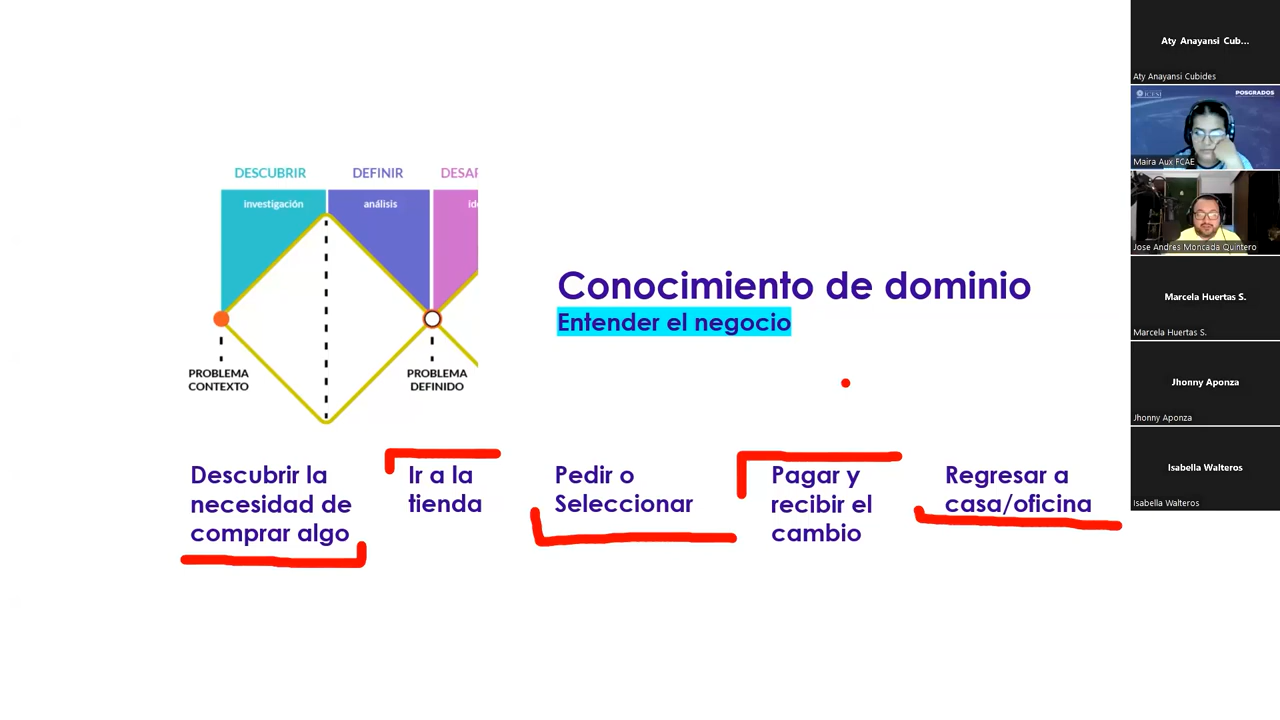 DESCUBRIR
DEFINIR
DESAR
investigación
análisis
PROBLEMA
CONTEXTO
PROBLEMA
DEFINIDO
Conocimiento de dominio
Entender el negocio
Descubrir la
necesidad de
comprar algo
Ir a la
tienda
Pedir o
Seleccionar
Pagar y
recibir el
cambio
Regresar a
casa/oficina
Aty Anayansi Cub...
Aty Anayansi Cubides
ICESI
POSGRADOS
Maira Aux FCAE
Jose Andres Moncada Quintero
Marcela Huertas S.
Marcela Huertas S.
Jhonny Aponza
Jhonny Aponza
Isabella Walteros
Isabella Walteros